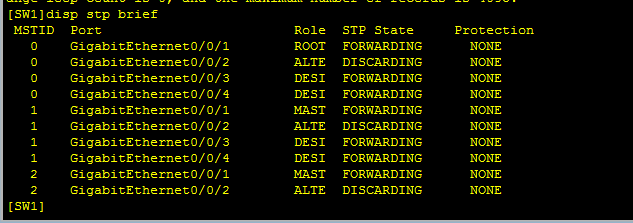 [SW1]disp stp brief
MSTID Port Role STP State Protection
0 GigabitEthernet0/0/1 ROOT FORWARDING NONE
0 GigabitEthernet0/0/2 ALTE DISCARDING NONE
0 GigabitEthernet0/0/3 DESI FORWARDING NONE
0 GigabitEthernet0/0/4 DESI FORWARDING NONE
1 GigabitEthernet0/0/1 MAST FORWARDING NONE
1 GigabitEthernet0/0/2 ALTE DISCARDING NONE
1 GigabitEthernet0/0/3 DESI FORWARDING NONE
1 GigabitEthernet0/0/4 DESI FORWARDING NONE
2 GigabitEthernet0/0/1 MAST FORWARDING NONE
2 GigabitEthernet0/0/2 ALTE DISCARDING NONE
[SW1]